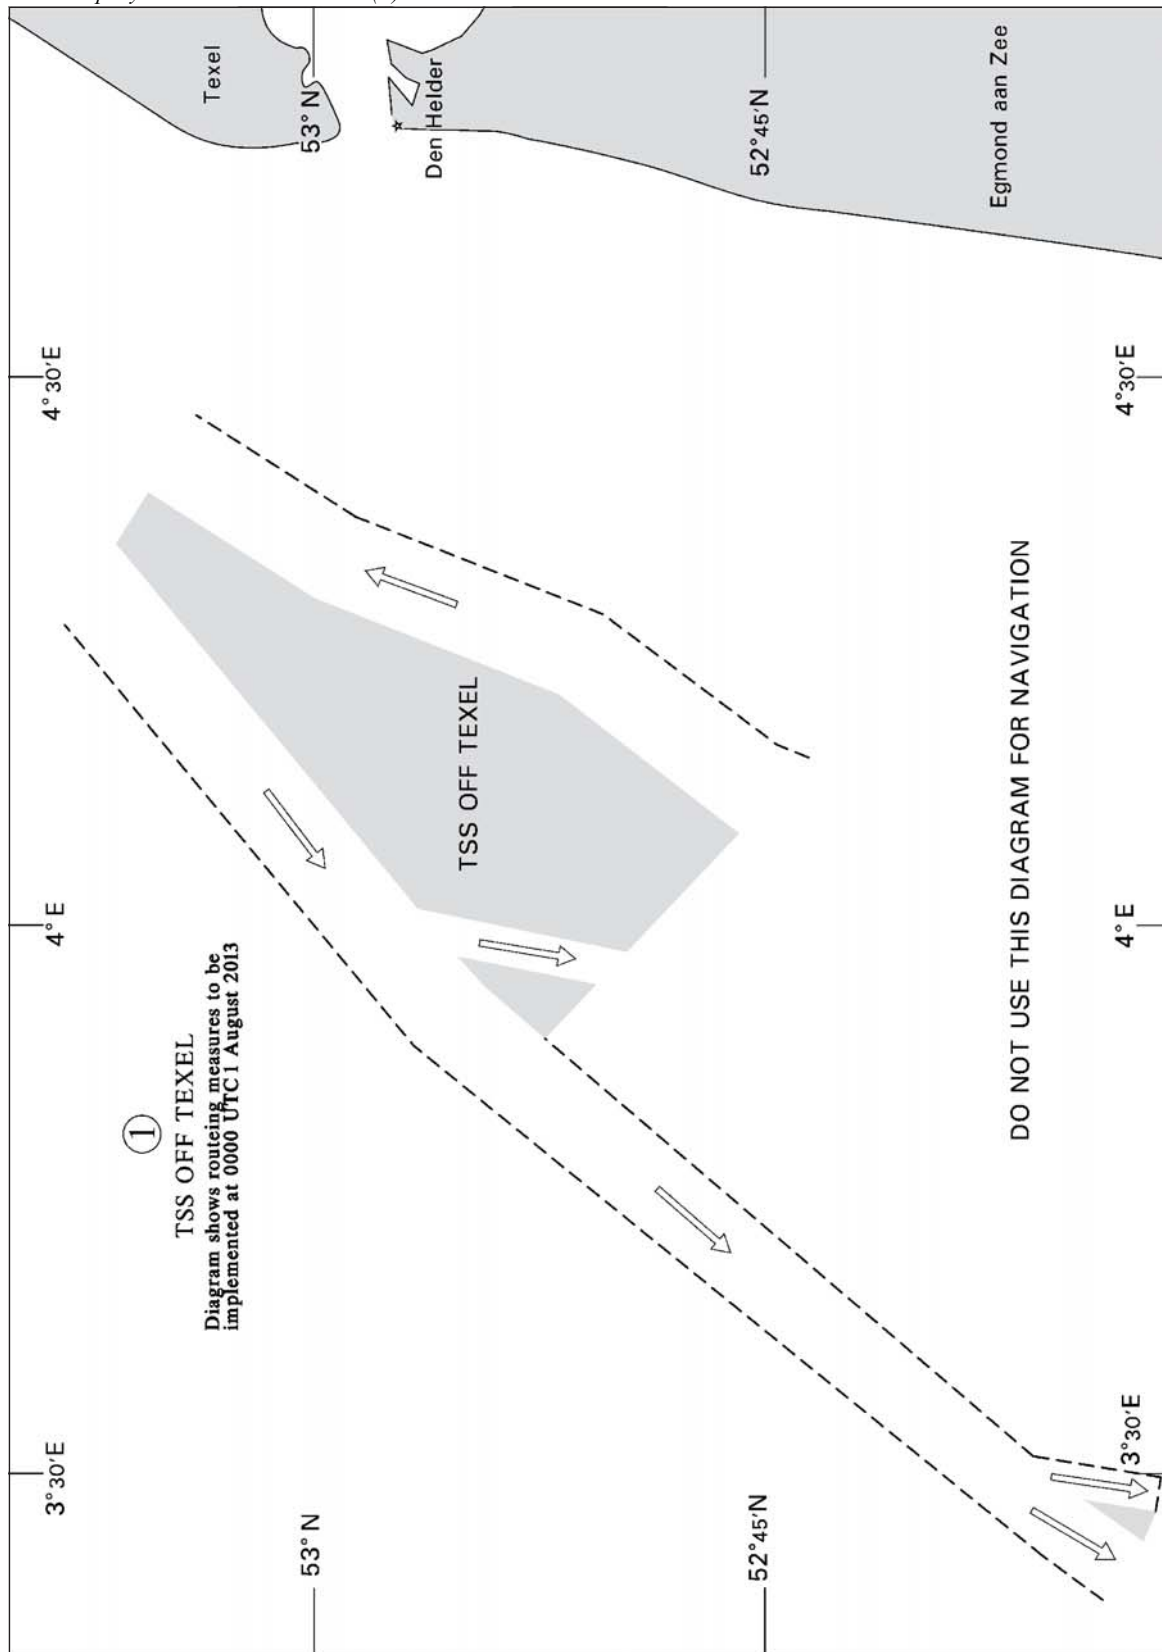 ①
TSS OFF TEXEL
Diagram shows routeing measures to be
implemented at 0000 UTC 1 August 2013
3°30'E
4°E
4°30'E
53°N
53°N
Texel
Den Helder
TSS OFF TEXEL
52°45'N
52°45'N
Egmond aan Zee
DO NOT USE THIS DIAGRAM FOR NAVIGATION
3°30'E
4°E
4°30'E